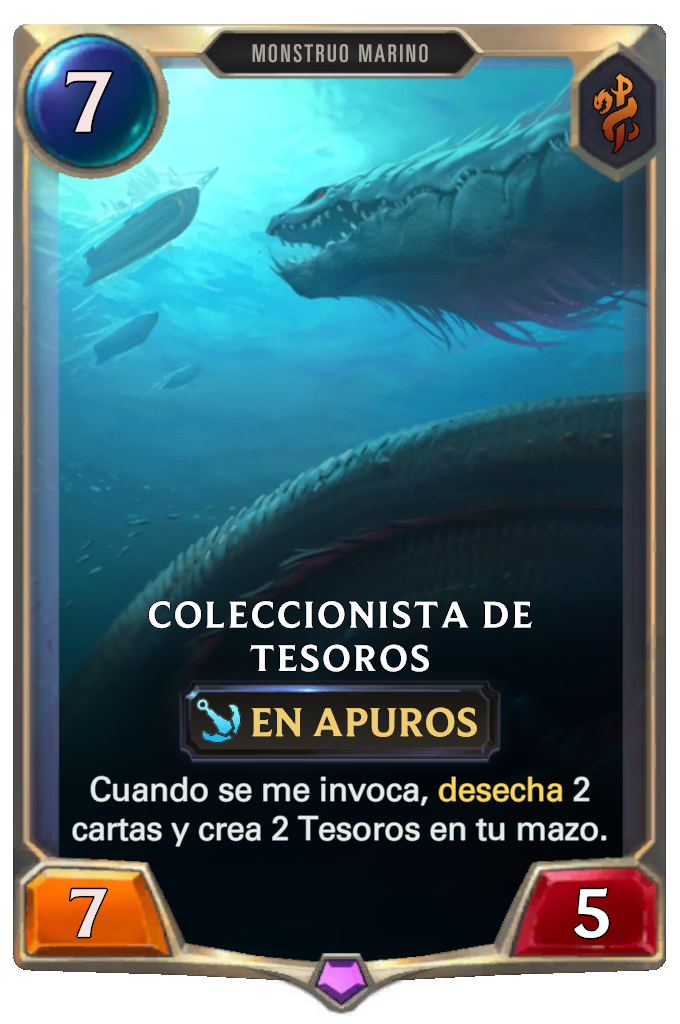 7
MONSTRUO MARINO
COLECCIONISTA DE
TESOROS
EN APUROS
Cuando se me invoca, desecha 2
cartas y crea 2 Tesoros en tu mazo.
7
5